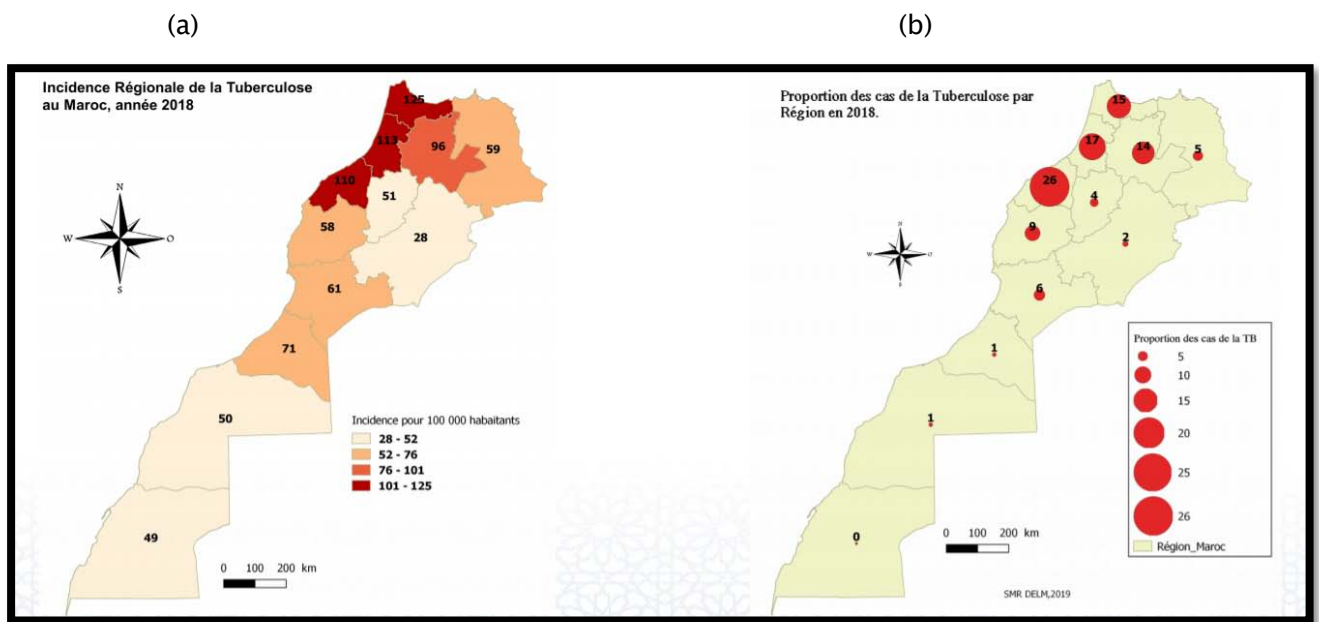 (a)
(b)
Incidence Régionale de la Tuberculose
au Maroc, année 2018
125
113
96
59
110
51
58
28
61
71
50
49
N
W
O
S
Incidence pour 100 000 habaitants
28 - 52
52 - 76
76 - 101
101 - 125
0 100 200 km
Proportion des cas de la Tuberculose par
Région en 2018.
15
17
14
5
26
4
9
2
6
1
1
0
N
W
O
S
Proportion des cas de la TB
5
10
15
20
25
26
Région_Maroc
0 100 200 km
SMR DELM,2019